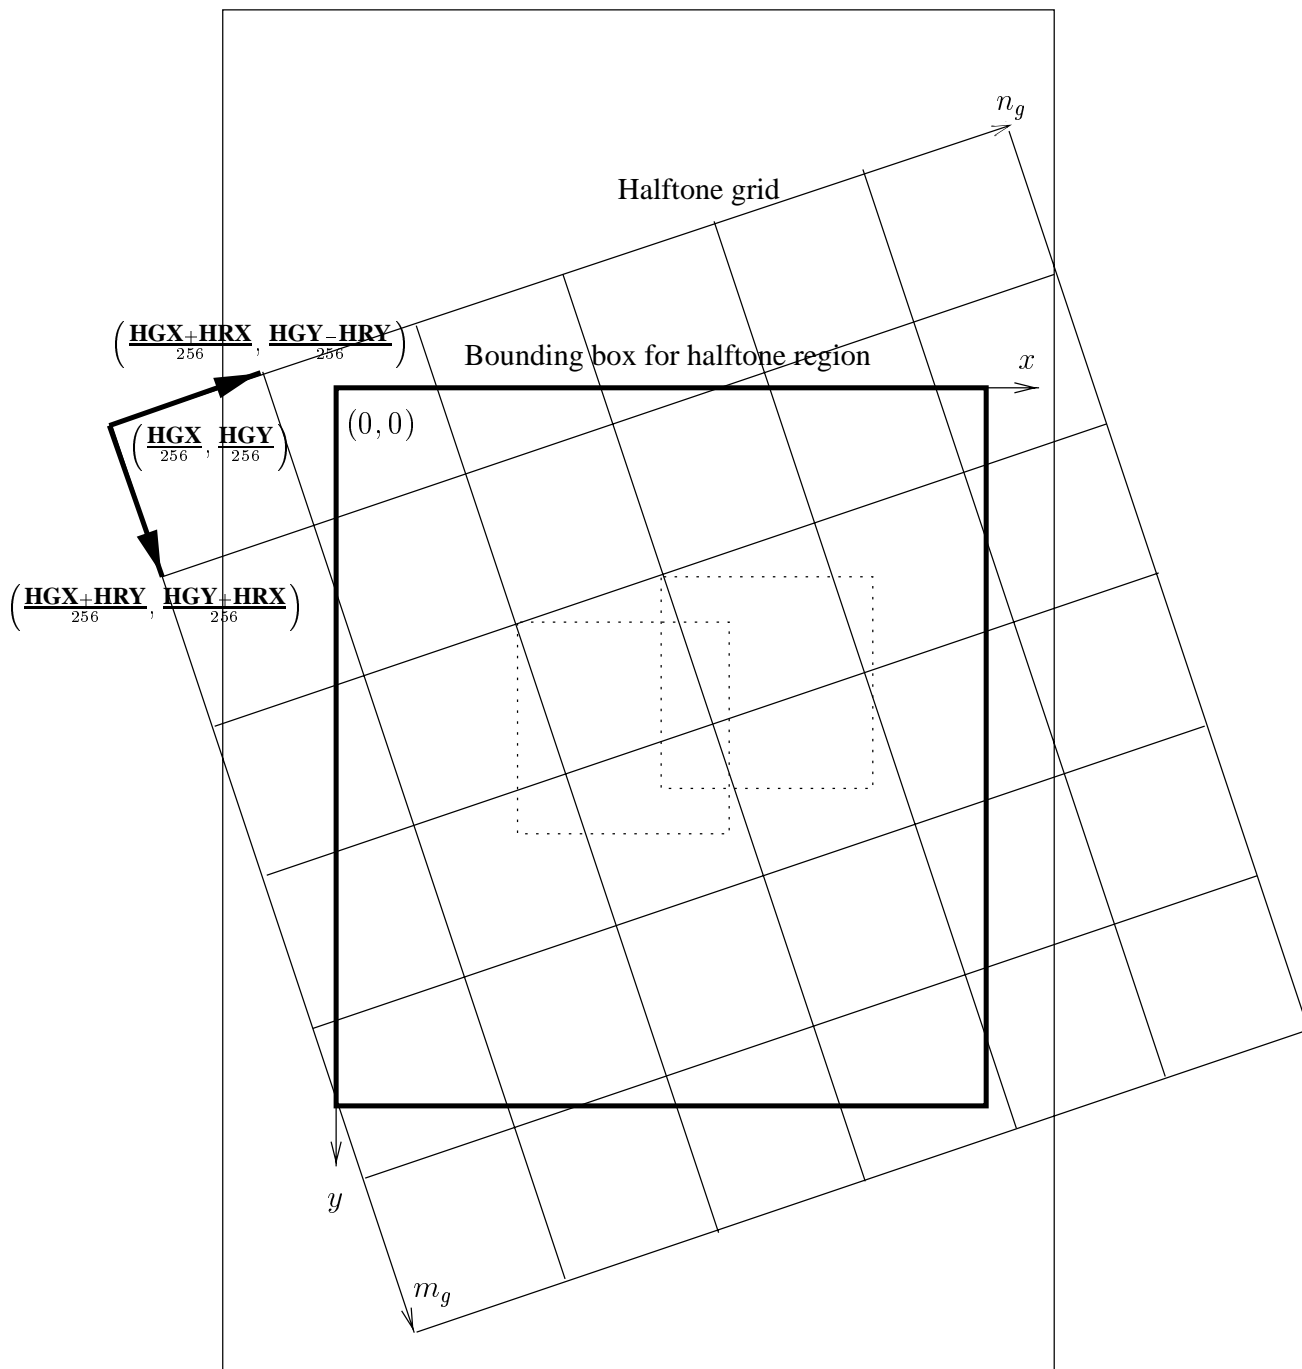 n_g
Halftone grid
(HGX+HRX/256, HGY−HRY/256)
Bounding box for halftone region
x
(0, 0)
(HGX/256, HGY/256)
(HGX+HRY/256, HGY+HRX/256)
y
m_g